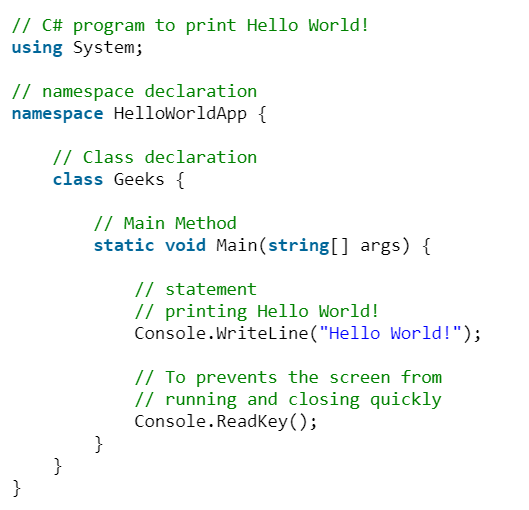 // C# program to print Hello World!
using System;
// namespace declaration
namespace HelloWorldApp {
// Class declaration
class Geeks {
// Main Method
static void Main(string[] args) {
// statement
// printing Hello World!
Console.WriteLine("Hello World!");
// To prevents the screen from
// running and closing quickly
Console.ReadKey();
}
}
}